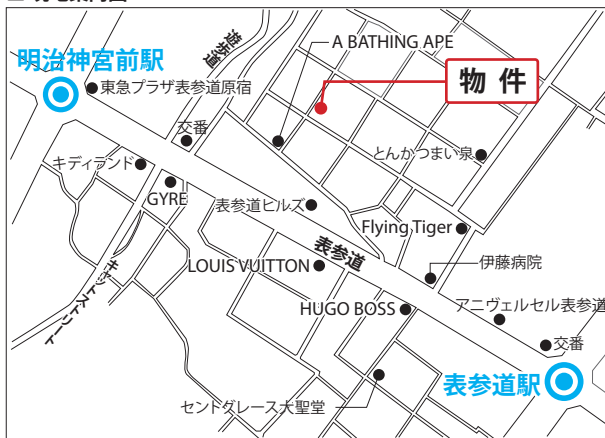 明治神宮前駅
東急プラザ表参道原宿
遊歩道
A BATHING APE
物 件
交番
とんかつまい泉
キディランド
GYRE
表参道ヒルズ
Flying Tiger
表参道
LOUIS VUITTON
伊藤病院
キャットストリート
HUGO BOSS
アニヴェルセル表参道
交番
表参道駅
セントグレース大聖堂